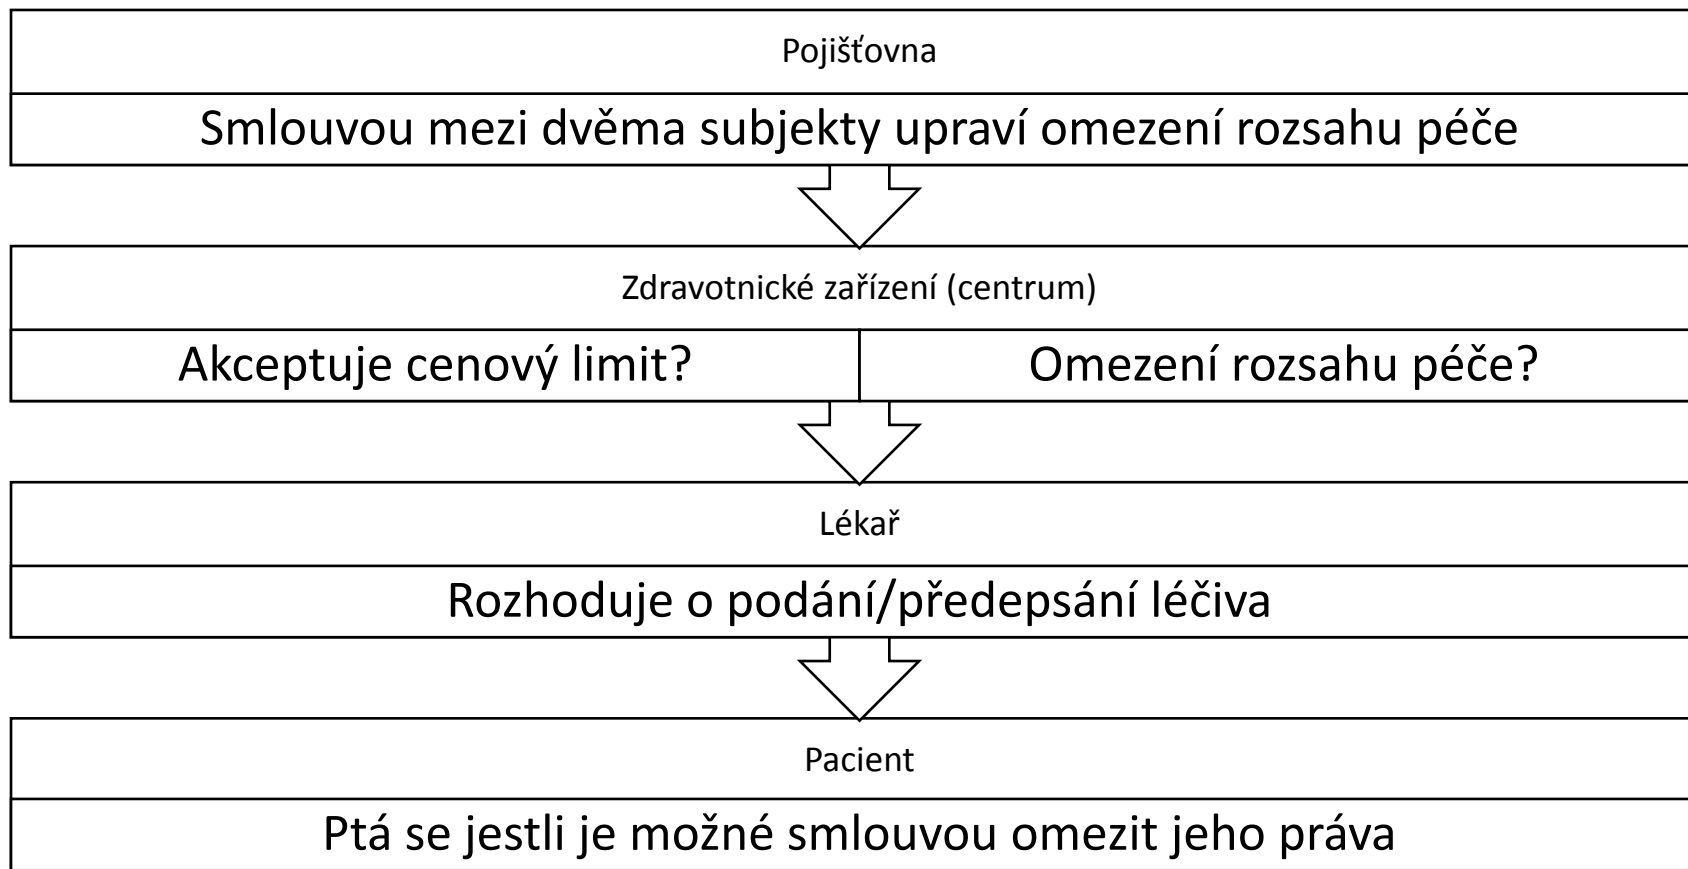 Pojišťovna
Smlouvou mezi dvěma subjekty upraví omezení rozsahu péče
Zdravotnické zařízení (centrum)
Akceptuje cenový limit?
Omezení rozsahu péče?
Lékař
Rozhoduje o podání/předepsání léčiva
Pacient
Ptá se jestli je možné smlouvou omezit jeho práva